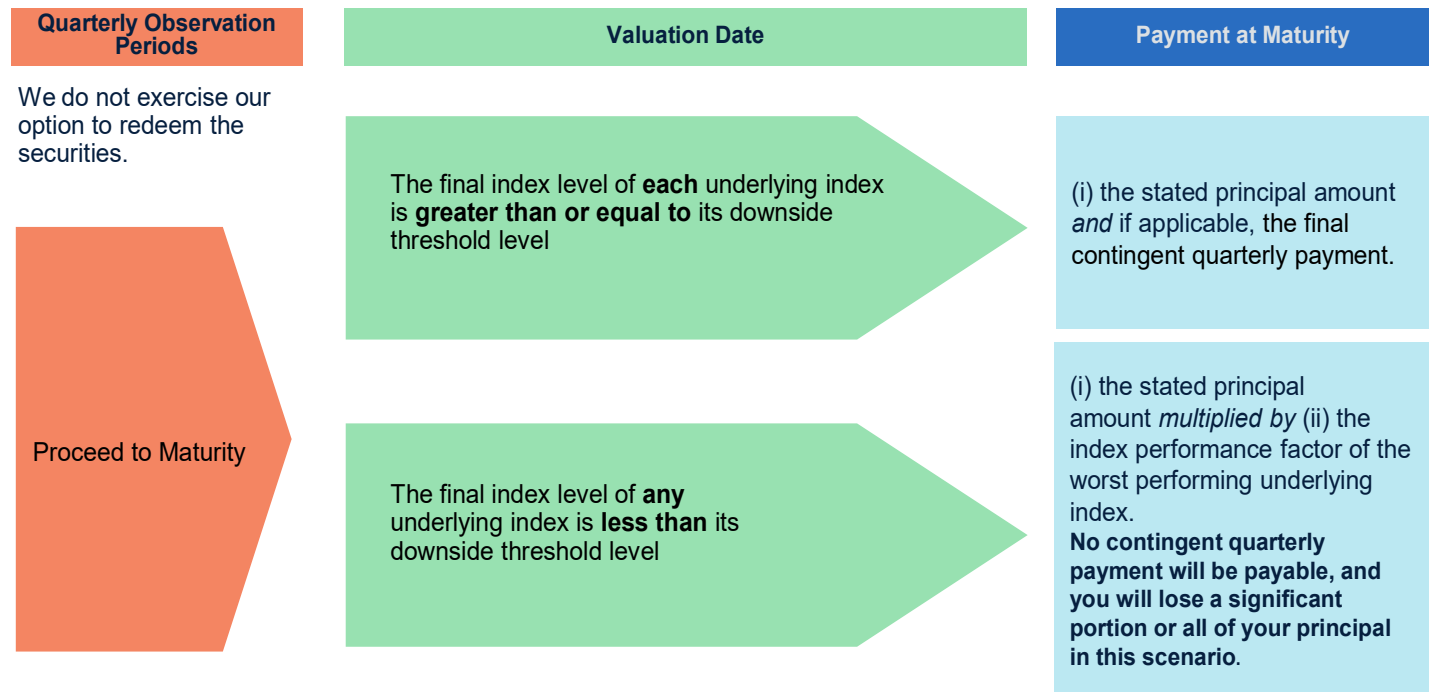 Quarterly Observation
Periods
Valuation Date
Payment at Maturity
We do not exercise our
option to redeem the
securities.
Proceed to Maturity
The final index level of each underlying index
is greater than or equal to its downside
threshold level
(i) the stated principal amount
and if applicable, the final
contingent quarterly payment.
The final index level of any
underlying index is less than its
downside threshold level
(i) the stated principal
amount multiplied by (ii) the
index performance factor of the
worst performing underlying
index.
No contingent quarterly
payment will be payable, and
you will lose a significant
portion or all of your principal
in this scenario.